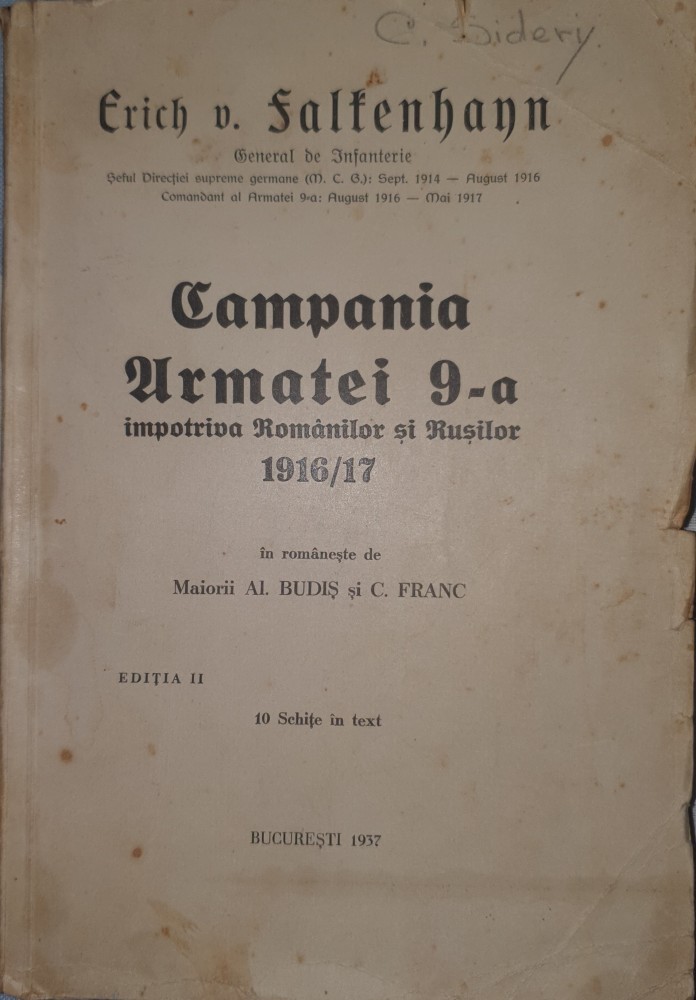 C. Sidery.
Erich v. Falkenhayn
General de Infanterie
Șeful Direcției supreme germane (M. C. G.): Sept. 1914 — August 1916
Comandant al Armatei 9-a: August 1916 — Mai 1917
Campania
Armatei 9-a
impotriva Românilor și Rușilor
1916/17
în românește de
Maiorii Al. BUDIȘ și C. FRANC
EDIȚIA II
10 Schițe în text
BUCUREȘTI 1937